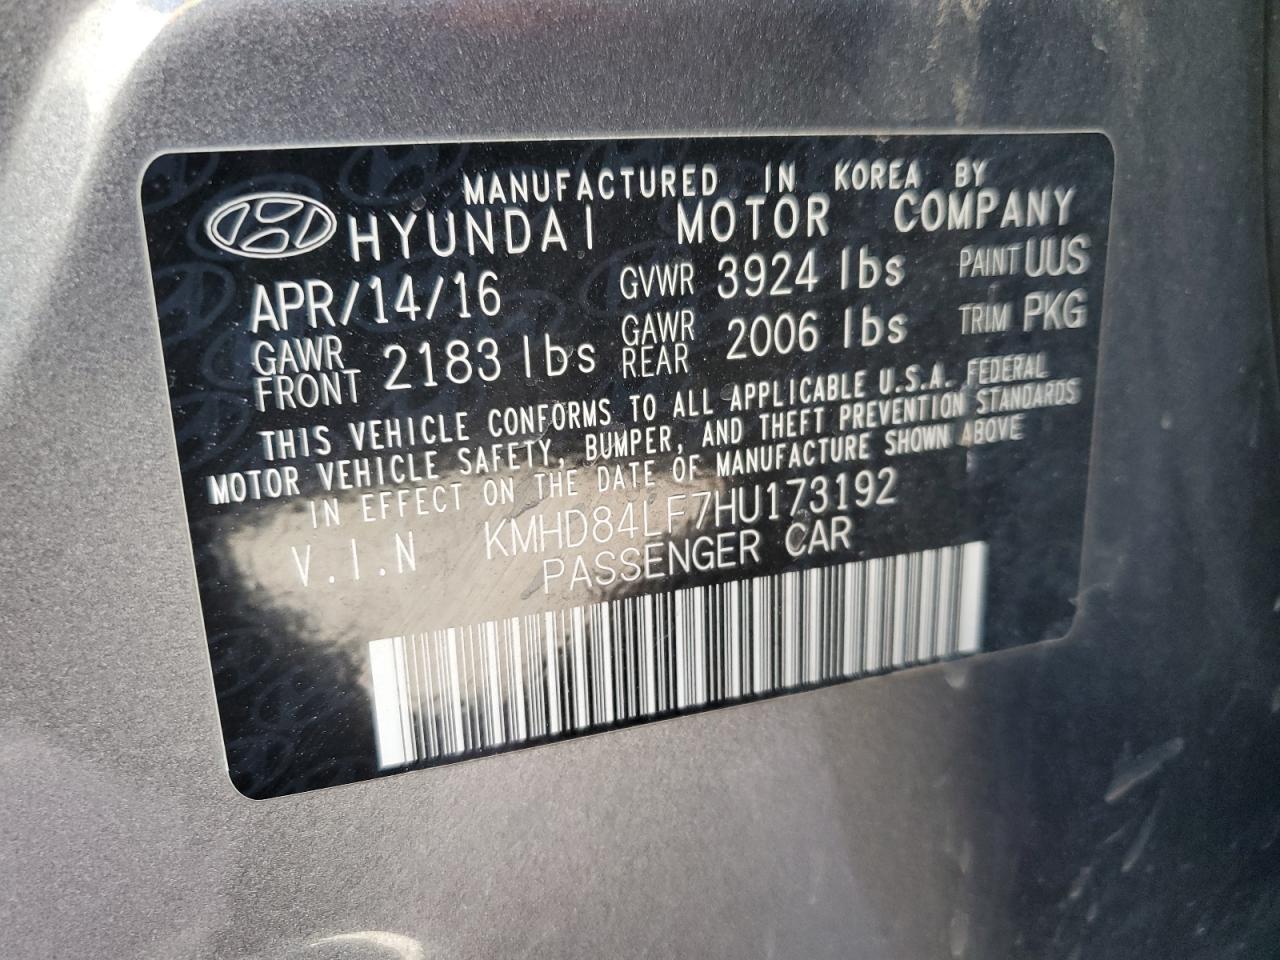 MANUFACTURED IN KOREA BY
HYUNDAI MOTOR COMPANY
APR/14/16 GVWR 3924 lbs PAINT UUS
GAWR FRONT 2183 lbs GAWR REAR 2006 lbs TRIM PKG
THIS VEHICLE CONFORMS TO ALL APPLICABLE U.S.A. FEDERAL
MOTOR VEHICLE SAFETY, BUMPER, AND THEFT PREVENTION STANDARDS
IN EFFECT ON THE DATE OF MANUFACTURE SHOWN ABOVE
V.I.N KMHD84LF7HU173192
PASSENGER CAR